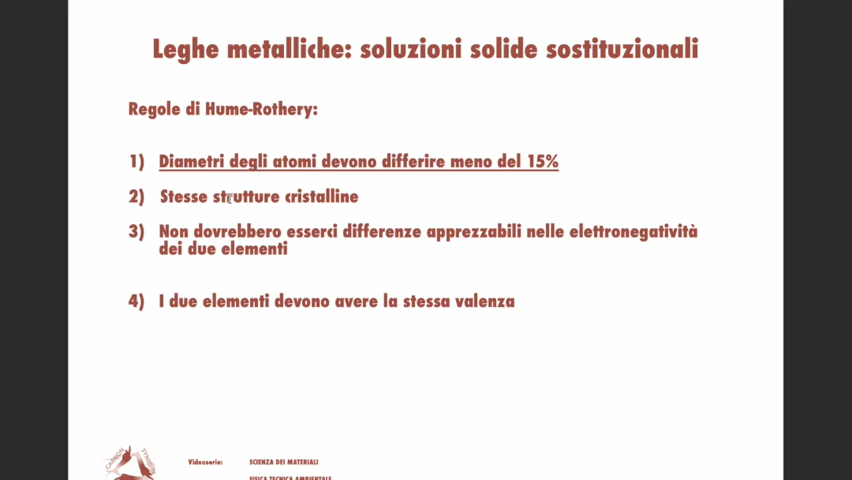 Leghe metalliche: soluzioni solide sostituzionali
Regole di Hume-Rothery:
1) Diametri degli atomi devono differire meno del 15%
2) Stesse strutture cristalline
3) Non dovrebbero esserci differenze apprezzabili nelle elettronegatività
dei due elementi
4) I due elementi devono avere la stessa valenza
CARBON
Videoserie: SCIENZA DEI MATERIALI
FISICA TECNICA AMBIENTALE